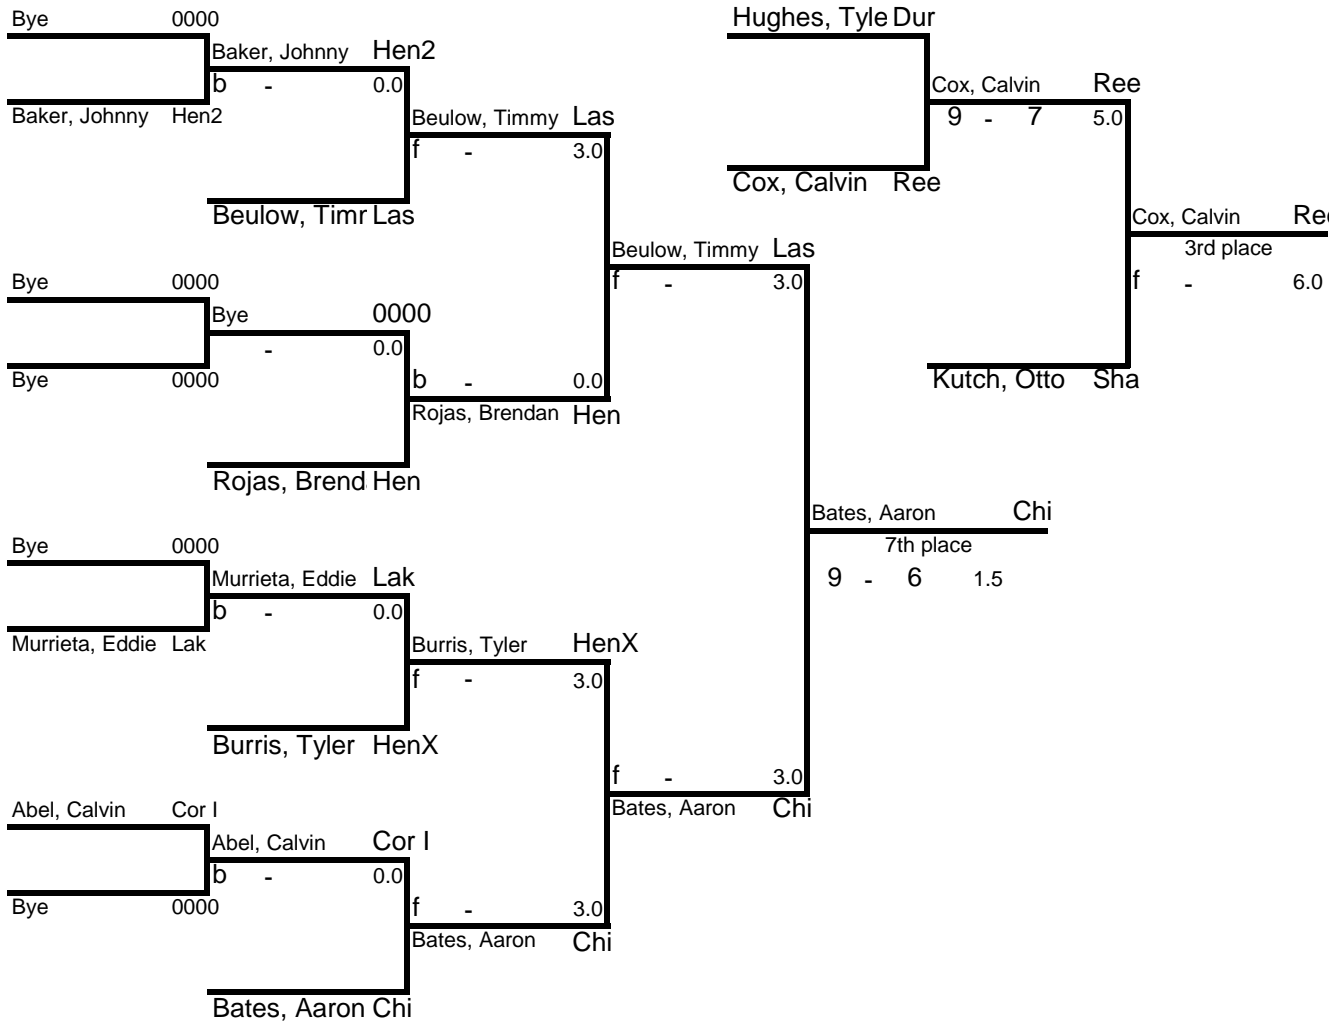 Bye 0000
Baker, Johnny Hen2
b - 0.0
Baker, Johnny Hen2
Beulow, Timmy Las
f - 3.0
Beulow, Timr Las
Beulow, Timmy Las
f - 3.0
Bye 0000
Bye 0000
- 0.0
Bye 0000
b - 0.0
Rojas, Brendan Hen
Rojas, Brend Hen
Bates, Aaron Chi
7th place
9 - 6 1.5
Bye 0000
Murrieta, Eddie Lak
b - 0.0
Murrieta, Eddie Lak
Burris, Tyler HenX
f - 3.0
Burris, Tyler HenX
f - 3.0
Bates, Aaron Chi
Abel, Calvin Cor I
Abel, Calvin Cor I
b - 0.0
Bye 0000
f - 3.0
Bates, Aaron Chi
Bates, Aaron Chi
Hughes, Tyle Dur
Cox, Calvin Ree
9 - 7 5.0
Cox, Calvin Ree
Cox, Calvin Ree
3rd place
f - 6.0
Kutch, Otto Sha